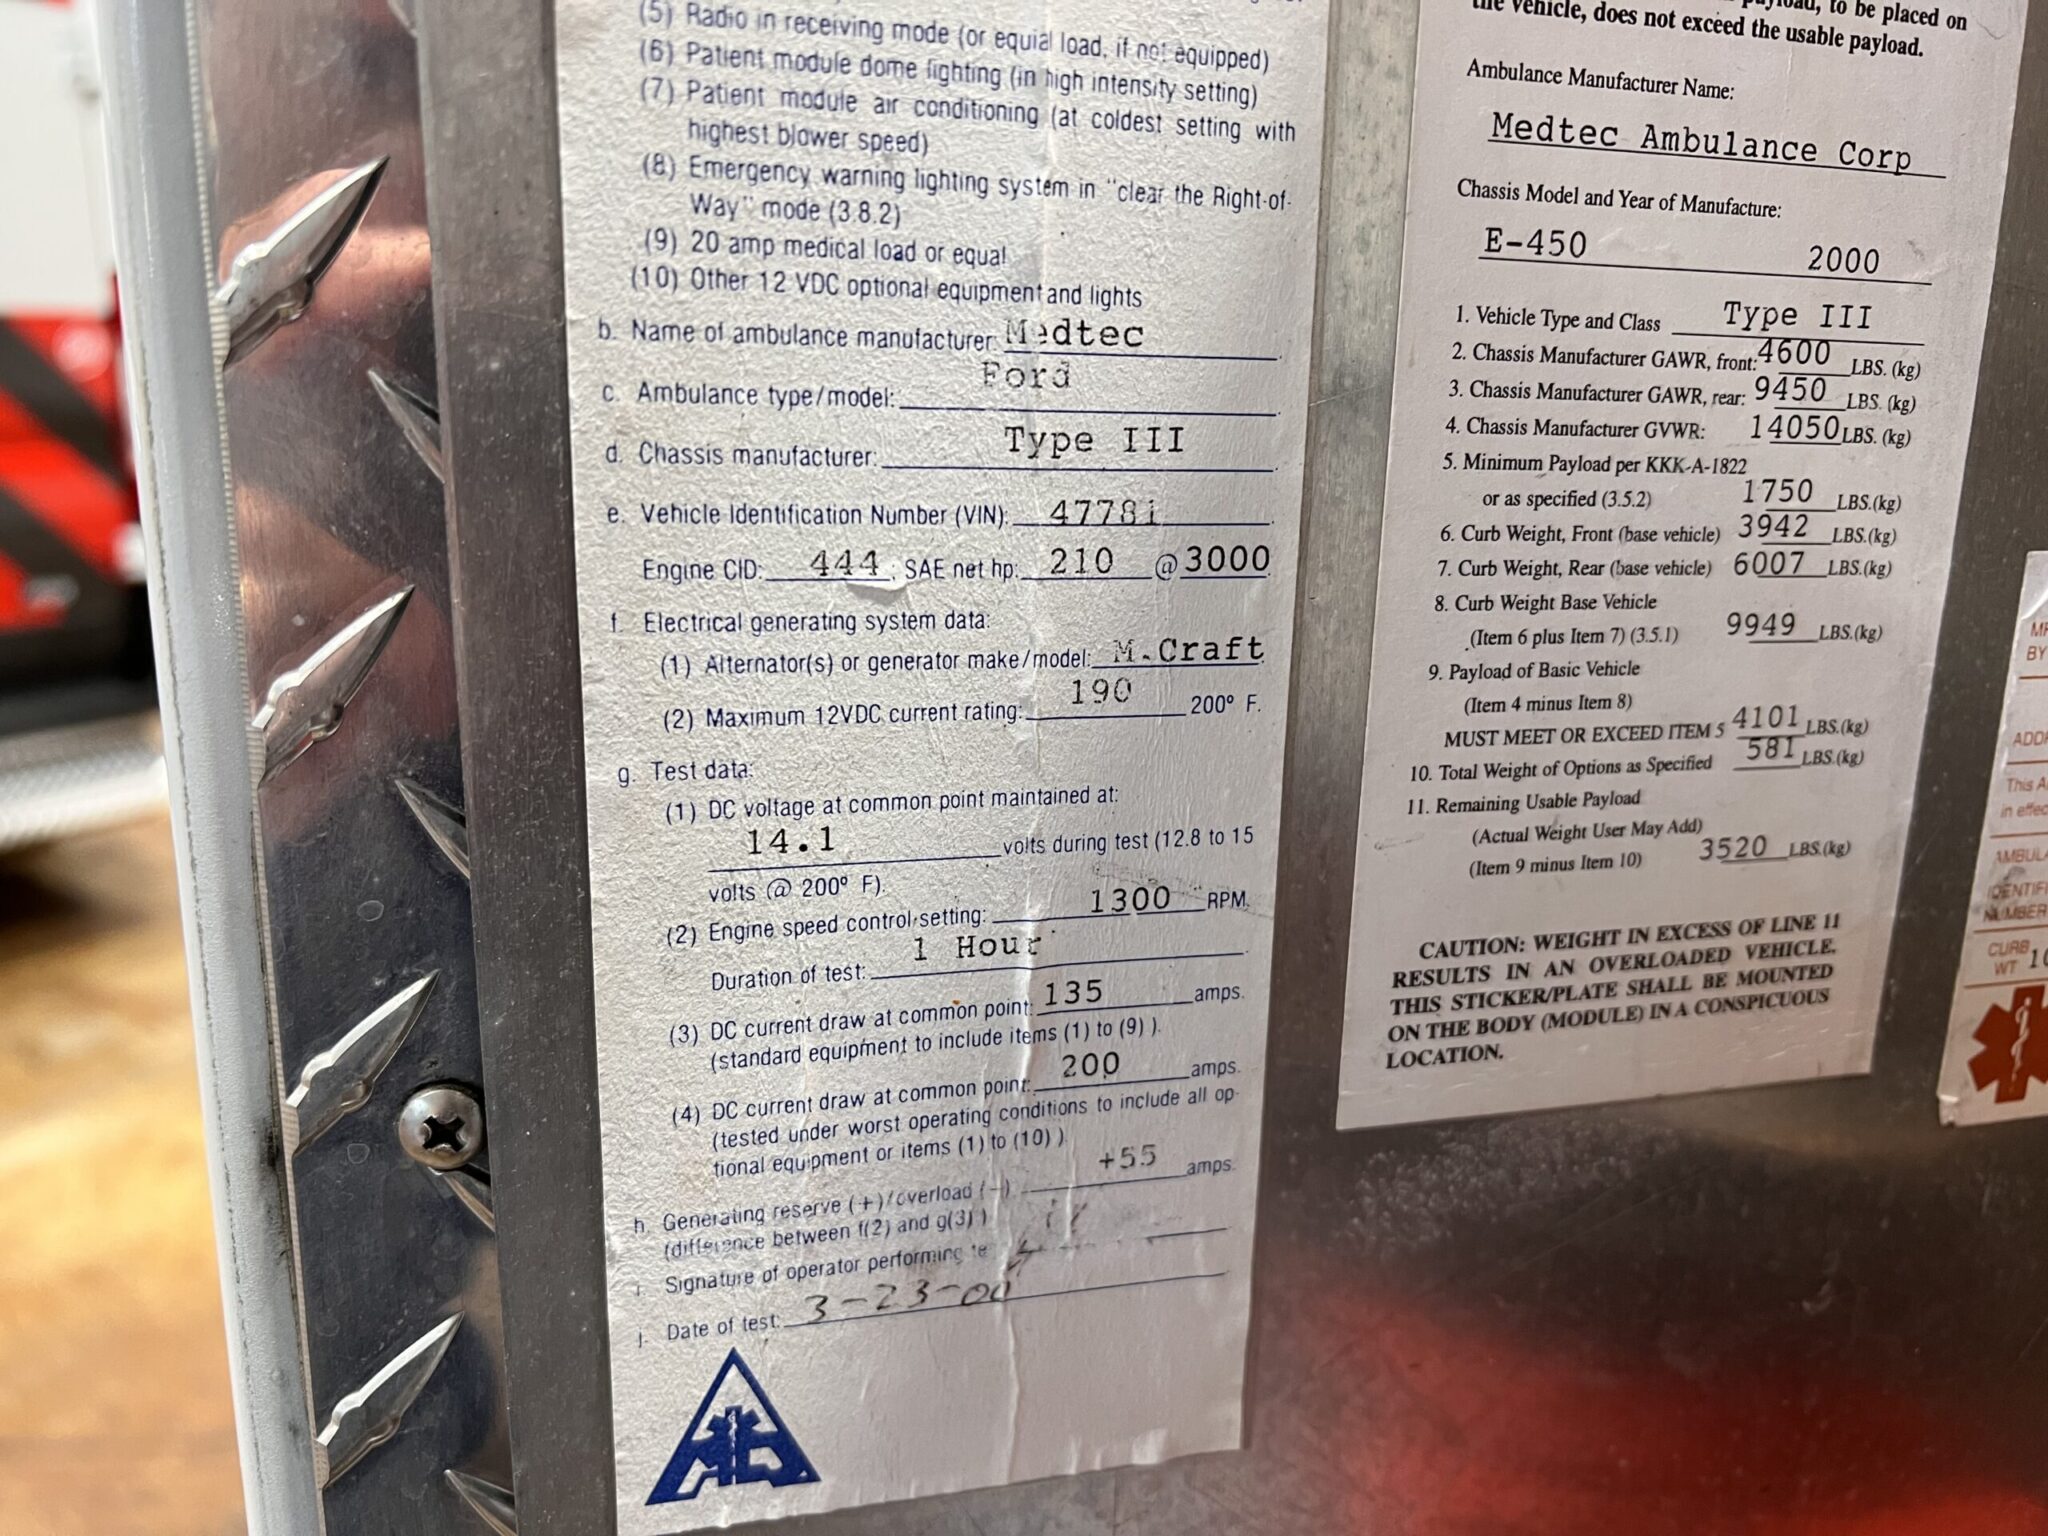 (5) Radio in receiving mode (or equial load, if not equipped)
(6) Patient module dome lighting (in high intensity setting)
(7) Patient module air conditioning (at coldest setting with
highest blower speed)
(8) Emergency warning lighting system in "clear the Right-of-
Way" mode (3.8.2)
(9) 20 amp medical load or equal
(10) Other 12 VDC optional equipment and lights
b. Name of ambulance manufacturer: Medtec
c. Ambulance type/model: Ford
d. Chassis manufacturer: Type III
e. Vehicle Identification Number (VIN): 47781
Engine CID: 444 ; SAE net hp: 210 @ 3000
f. Electrical generating system data:
(1) Alternator(s) or generator make/model: M.Craft
(2) Maximum 12VDC current rating: 190 200° F.
g. Test data:
(1) DC voltage at common point maintained at:
14.1 volts during test (12.8 to 15
volts @ 200° F).
(2) Engine speed control setting: 1300 RPM.
Duration of test: 1 Hour
(3) DC current draw at common point: 135 amps.
(standard equipment to include items (1) to (9) ).
(4) DC current draw at common point: 200 amps.
(tested under worst operating conditions to include all op-
tional equipment or items (1) to (10) )
h. Generating reserve (+)/overload (-) +55 amps.
(difference between f(2) and g(3) )
i. Signature of operator performing te
j. Date of test: 3-23-00
payload, to be placed on
the vehicle, does not exceed the usable payload.
Ambulance Manufacturer Name:
Medtec Ambulance Corp
Chassis Model and Year of Manufacture:
E-450 2000
1. Vehicle Type and Class Type III
2. Chassis Manufacturer GAWR, front: 4600 LBS. (kg)
3. Chassis Manufacturer GAWR, rear: 9450 LBS. (kg)
4. Chassis Manufacturer GVWR: 14050 LBS. (kg)
5. Minimum Payload per KKK-A-1822
or as specified (3.5.2) 1750 LBS.(kg)
6. Curb Weight, Front (base vehicle) 3942 LBS.(kg)
7. Curb Weight, Rear (base vehicle) 6007 LBS.(kg)
8. Curb Weight Base Vehicle
(Item 6 plus Item 7) (3.5.1) 9949 LBS.(kg)
9. Payload of Basic Vehicle
(Item 4 minus Item 8)
MUST MEET OR EXCEED ITEM 5 4101 LBS.(kg)
10. Total Weight of Options as Specified 581 LBS.(kg)
11. Remaining Usable Payload
(Actual Weight User May Add)
(Item 9 minus Item 10) 3520 LBS.(kg)
CAUTION: WEIGHT IN EXCESS OF LINE 11
RESULTS IN AN OVERLOADED VEHICLE.
THIS STICKER/PLATE SHALL BE MOUNTED
ON THE BODY (MODULE) IN A CONSPICUOUS
LOCATION.
BY
This
in
NUMBER
CURB
WT